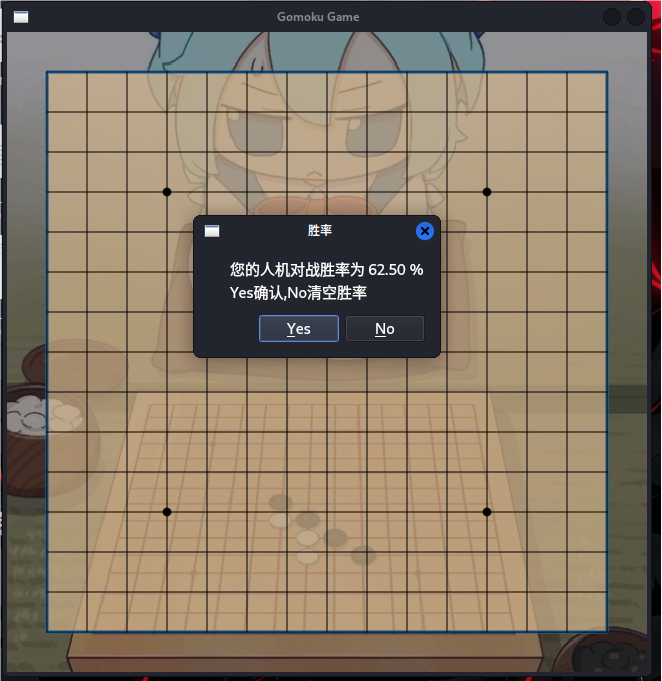 Gomoku Game
胜率
您的人机对战胜率为 62.50 %
Yes确认,No清空胜率
Yes
No